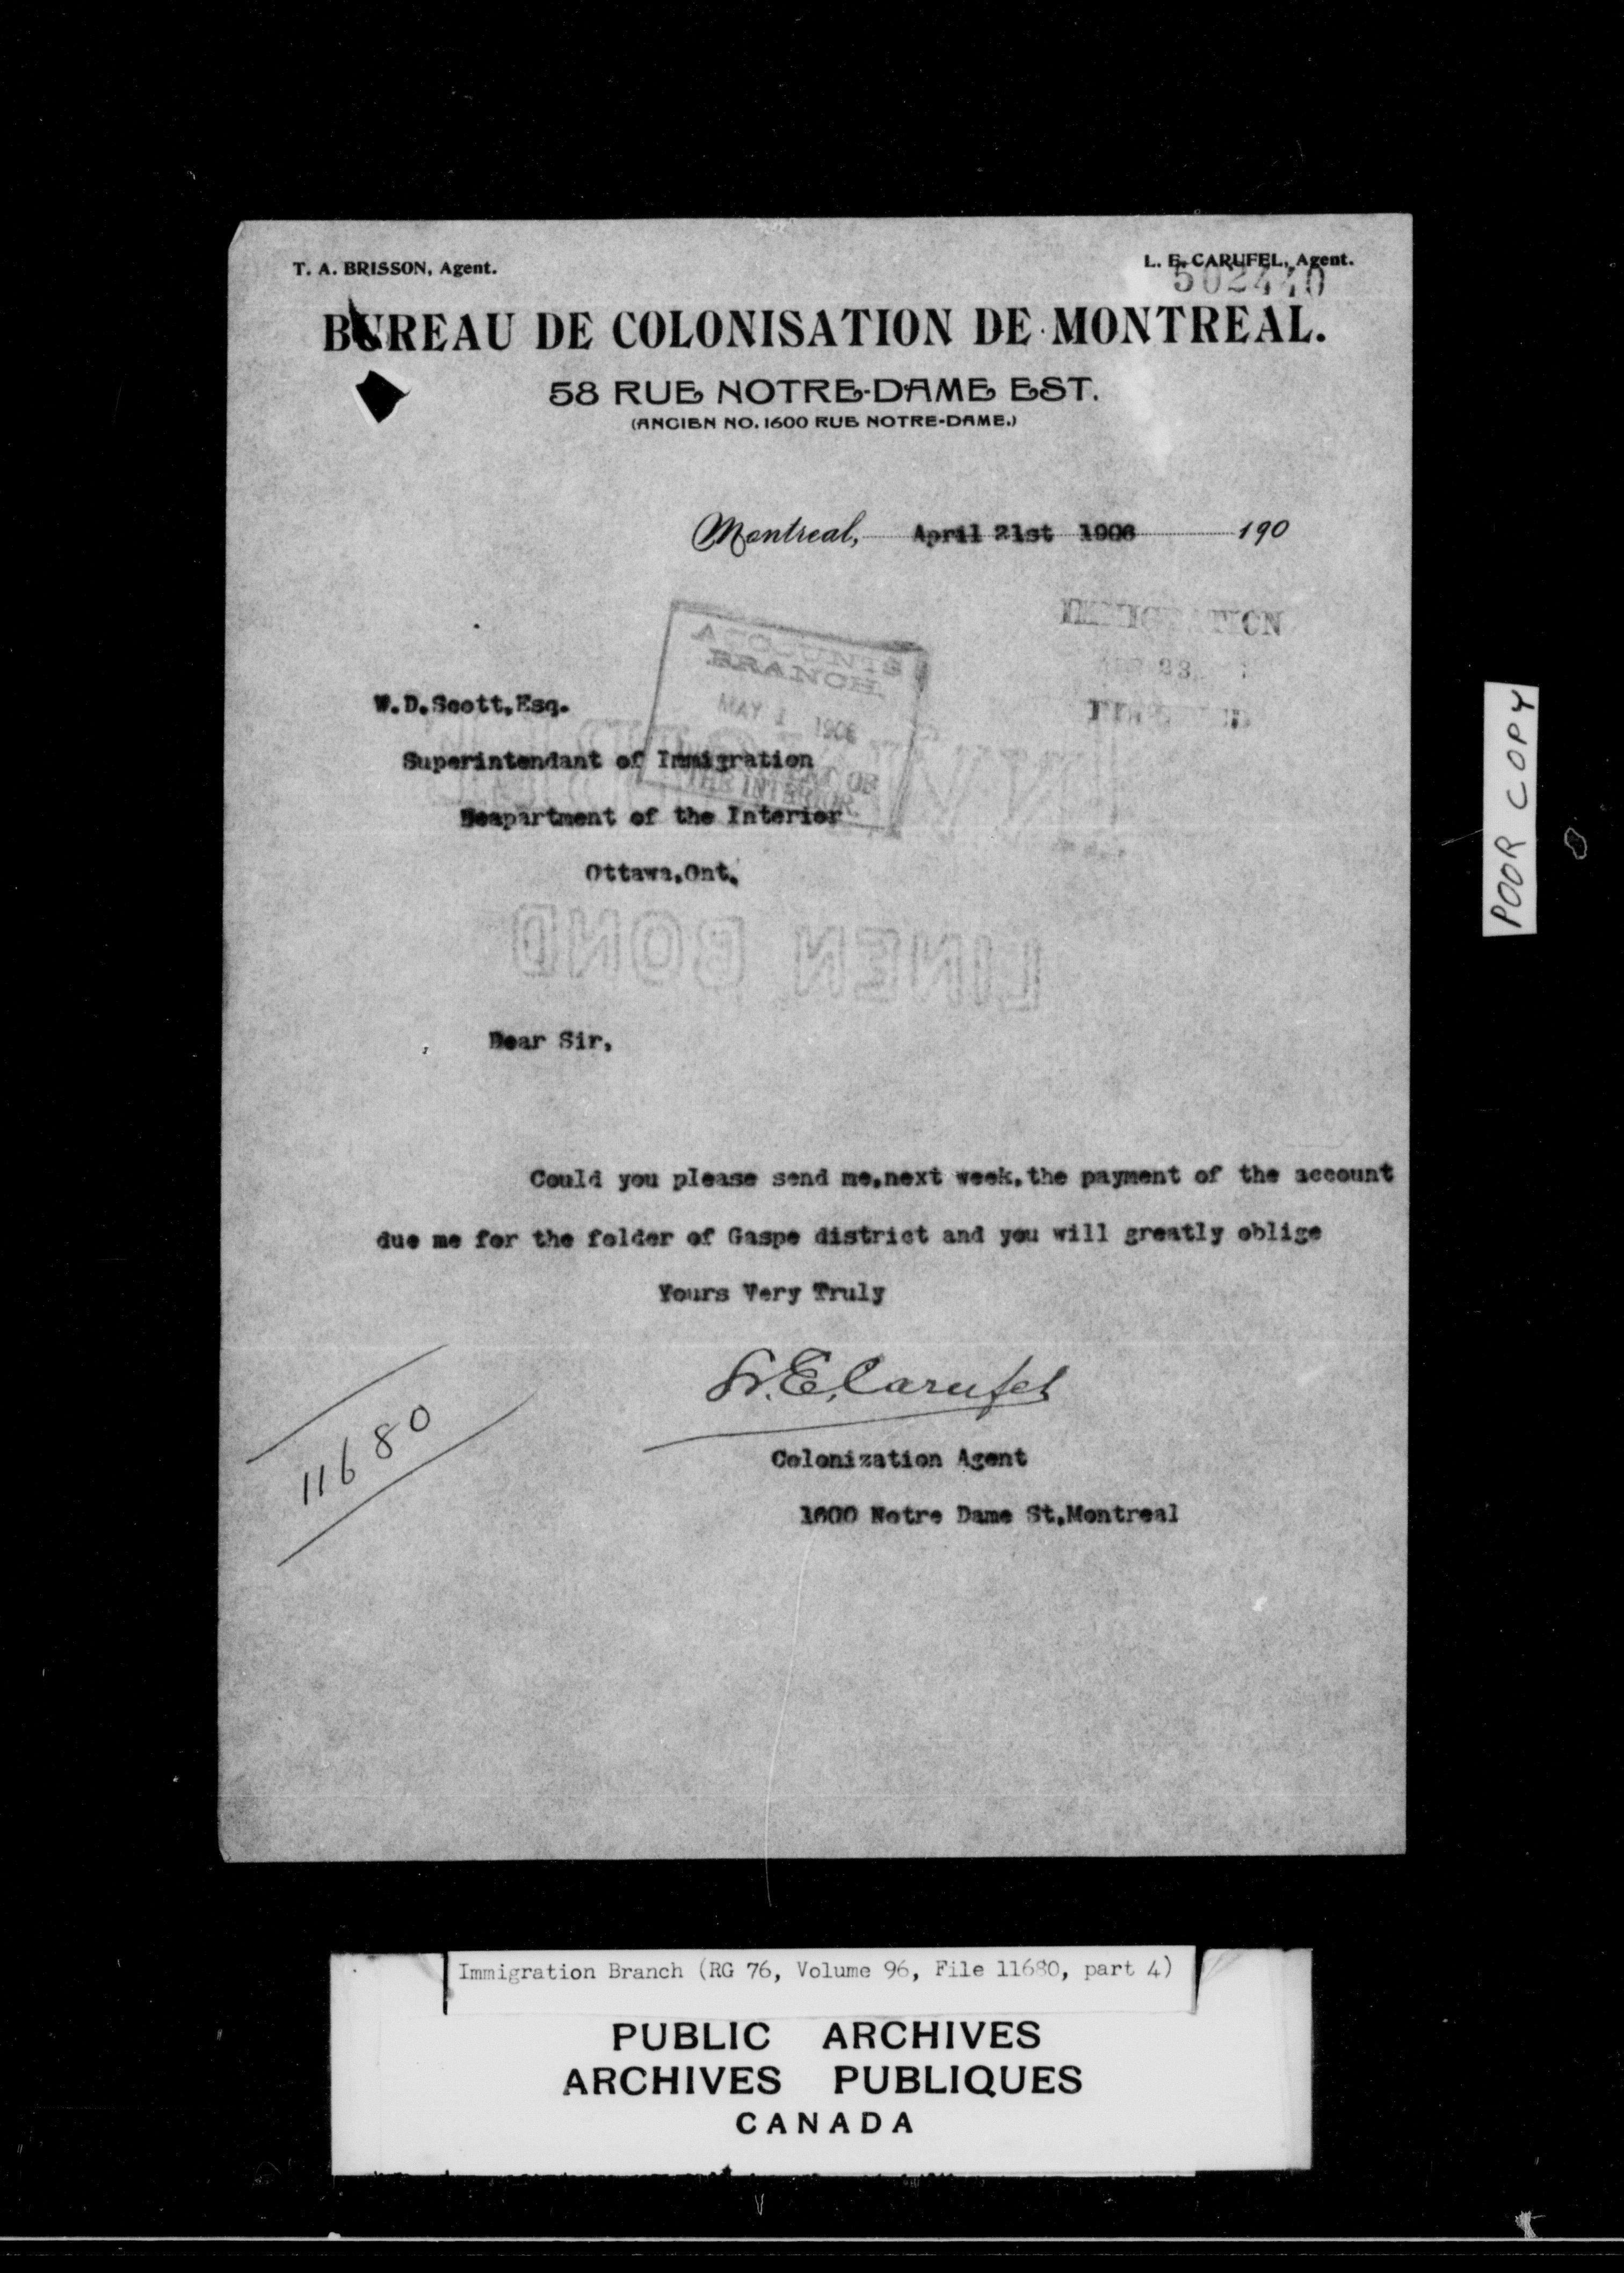 T. A. BRISSON, Agent.
L. E. CARUFEL, Agent.
502440
BUREAU DE COLONISATION DE MONTREAL.
58 RUE NOTRE-DAME EST.
(ANCIEN NO. 1600 RUE NOTRE-DAME.)
Montreal, April 21st 1906 190
IMMIGRATION
ACCOUNTS
BRANCH
MAY 1 1906
THE INTERIOR
W.D.Scott,Esq.
Superintendant of Immigration
Deapartment of the Interior
Ottawa,Ont.
LINEN BOND
Dear Sir,
Could you please send me,next week,the payment of the account
due me for the folder of Gaspe district and you will greatly oblige
Yours Very Truly
L.E.Carufel
11680
Colonization Agent
1600 Notre Dame St,Montreal
POOR COPY
Immigration Branch (RG 76, Volume 96, File 11680, part 4)
PUBLIC ARCHIVES
ARCHIVES PUBLIQUES
CANADA